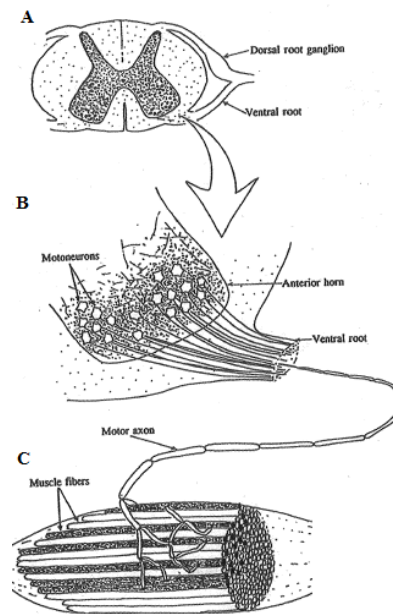 A
Dorsal root ganglion
Ventral root
B
Motoneurons
Anterior horn
Ventral root
Motor axon
C
Muscle fibers